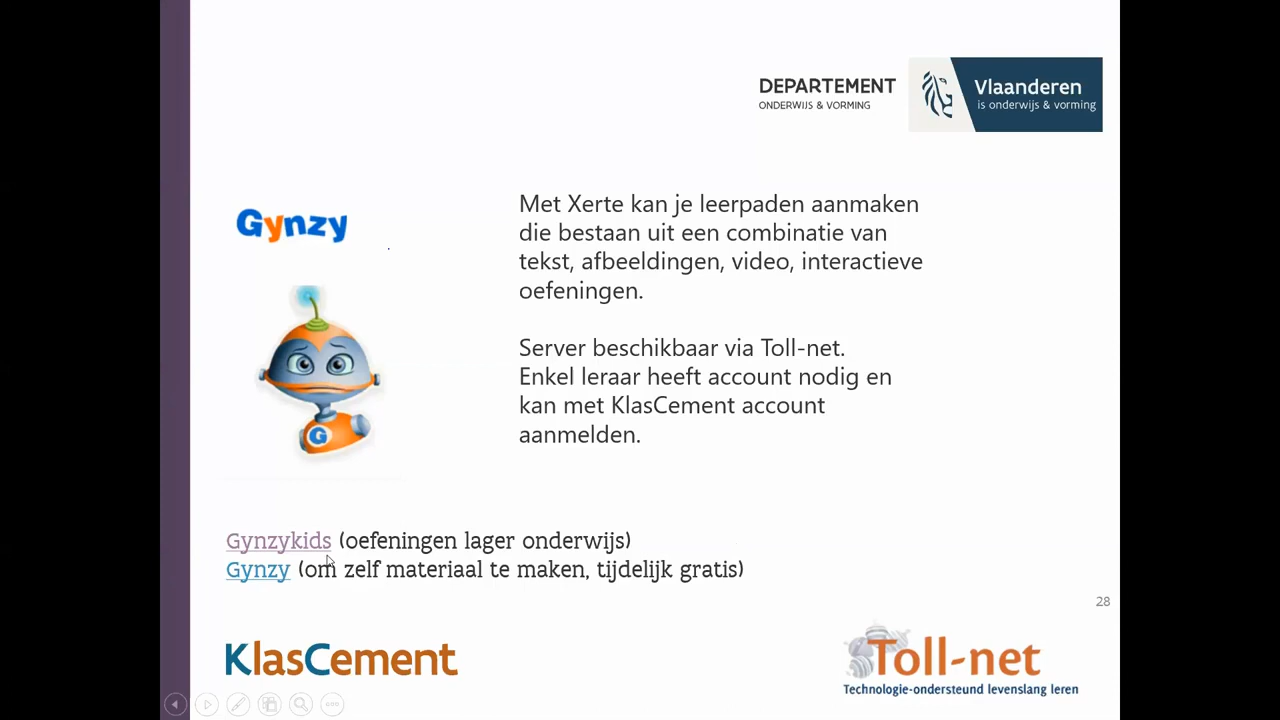 DEPARTEMENT
ONDERWIJS & VORMING
Vlaanderen
is onderwijs & vorming
Gynzy
Met Xerte kan je leerpaden aanmaken
die bestaan uit een combinatie van
tekst, afbeeldingen, video, interactieve
oefeningen.
Server beschikbaar via Toll-net.
Enkel leraar heeft account nodig en
kan met KlasCement account
aanmelden.
G
Gynzykids (oefeningen lager onderwijs)
Gynzy (om zelf materiaal te maken, tijdelijk gratis)
28
KlasCement
Toll-net
Technologie-ondersteund levenslang leren